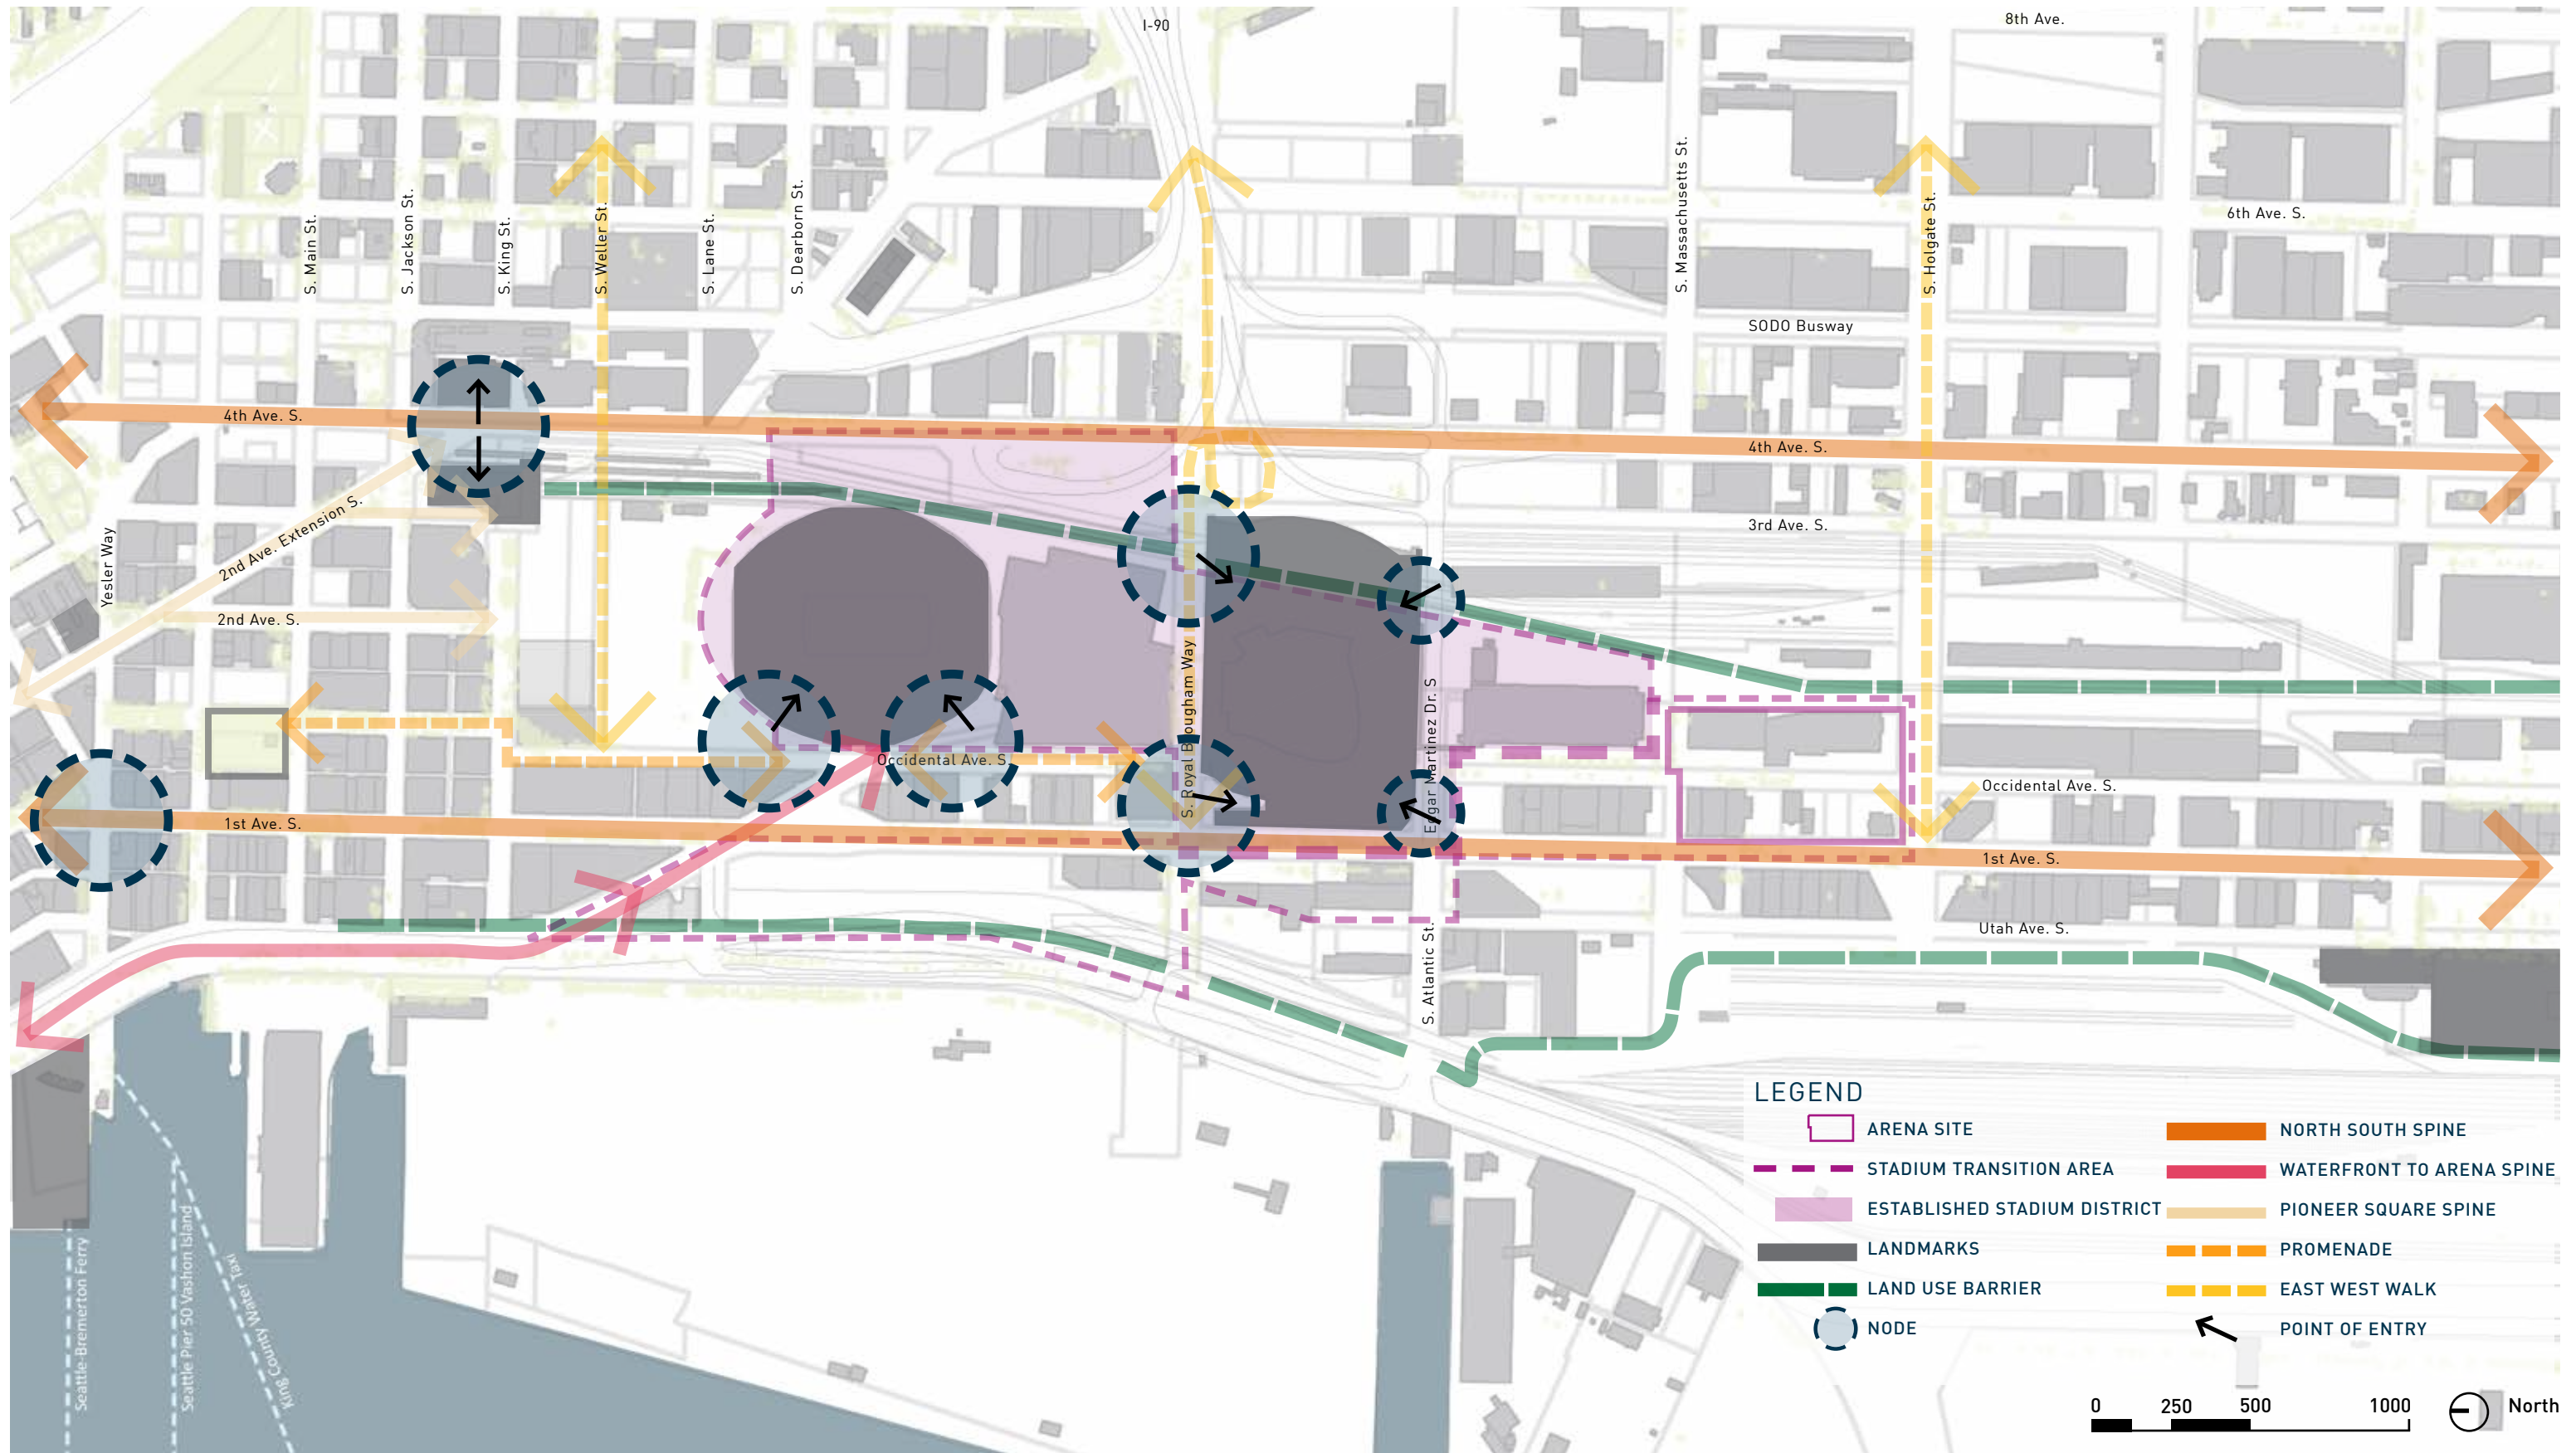 I-90
8th Ave.
S. Main St.
S. Jackson St.
S. King St.
S. Weller St.
S. Lane St.
S. Dearborn St.
S. Massachusetts St.
S. Holgate St.
6th Ave. S.
SODO Busway
4th Ave. S.
4th Ave. S.
3rd Ave. S.
2nd Ave. Extension S.
Yesler Way
2nd Ave. S.
S. Royal Brougham Way
Edgar Martinez Dr. S
Occidental Ave. S.
Occidental Ave. S.
1st Ave. S.
1st Ave. S.
Utah Ave. S.
S. Atlantic St.
Seattle-Bremerton Ferry
Seattle Pier 50 Vashon Island
King County Water Taxi
LEGEND
ARENA SITE
STADIUM TRANSITION AREA
ESTABLISHED STADIUM DISTRICT
LANDMARKS
LAND USE BARRIER
NODE
NORTH SOUTH SPINE
WATERFRONT TO ARENA SPINE
PIONEER SQUARE SPINE
PROMENADE
EAST WEST WALK
POINT OF ENTRY
0 250 500 1000
North